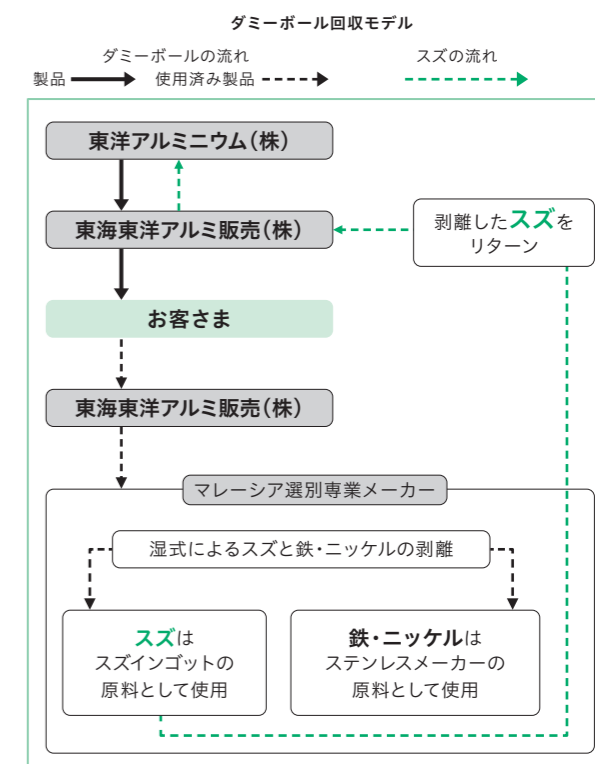 ダミーボール回収モデル
ダミーボールの流れ
スズの流れ
製品
使用済み製品
東洋アルミニウム(株)
東海東洋アルミ販売(株)
剥離したスズを
リターン
お客さま
東海東洋アルミ販売(株)
マレーシア選別専業メーカー
湿式によるスズと鉄・ニッケルの剥離
スズは
スズインゴットの
原料として使用
鉄・ニッケルは
ステンレスメーカーの
原料として使用